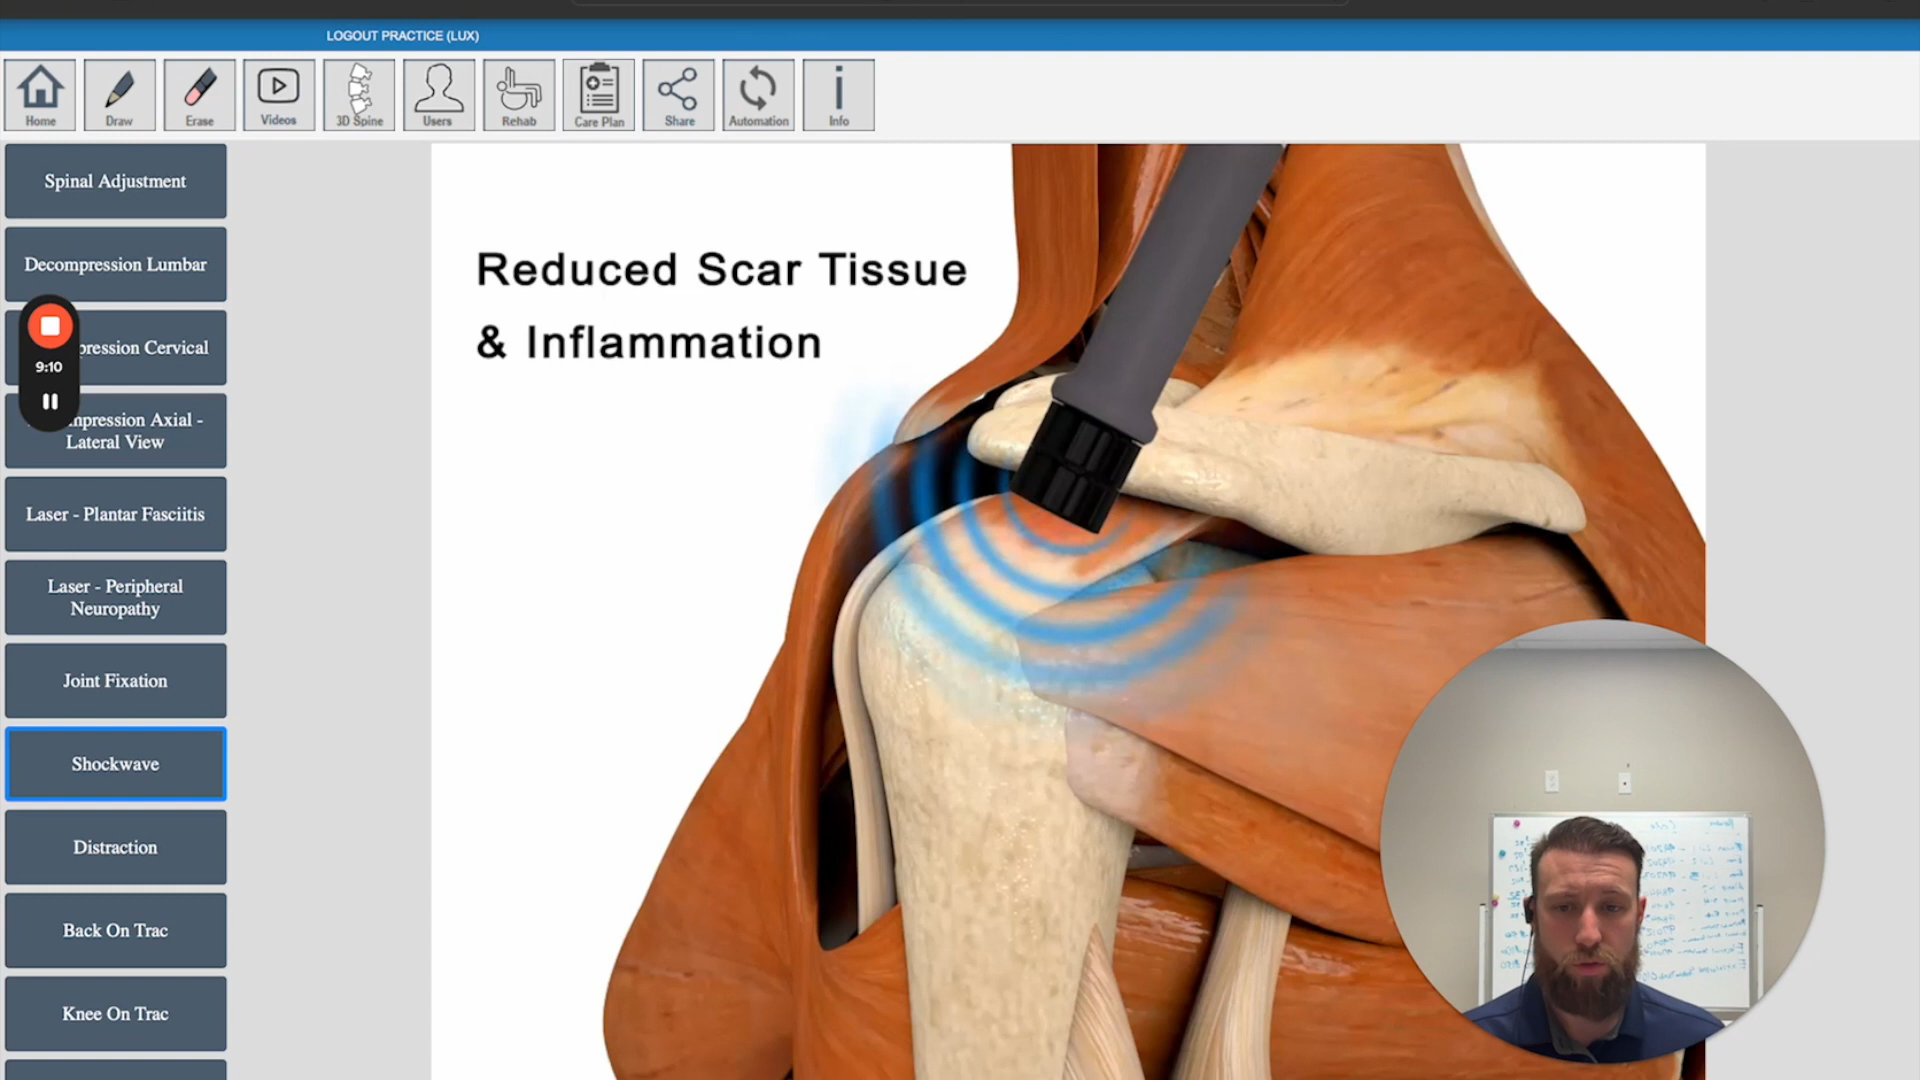 LOGOUT PRACTICE (LUX)
Home
Draw
Erase
Videos
3D Spine
Users
Rehab
Care Plan
Share
Automation
Info
Spinal Adjustment
Decompression Lumbar
pression Cervical
mpression Axial -
Lateral View
Laser - Plantar Fasciitis
Laser - Peripheral
Neuropathy
Joint Fixation
Shockwave
Distraction
Back On Trac
Knee On Trac
9:10
Reduced Scar Tissue
& Inflammation